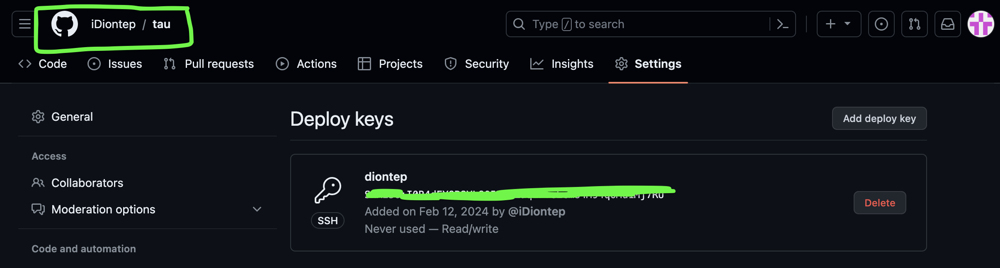 iDiontep / tau
Type / to search
Code Issues Pull requests Actions Projects Security Insights Settings
General
Deploy keys
Add deploy key
Access
Collaborators
Moderation options
Code and automation
diontep
SSH
Added on Feb 12, 2024 by @iDiontep
Never used — Read/write
Delete